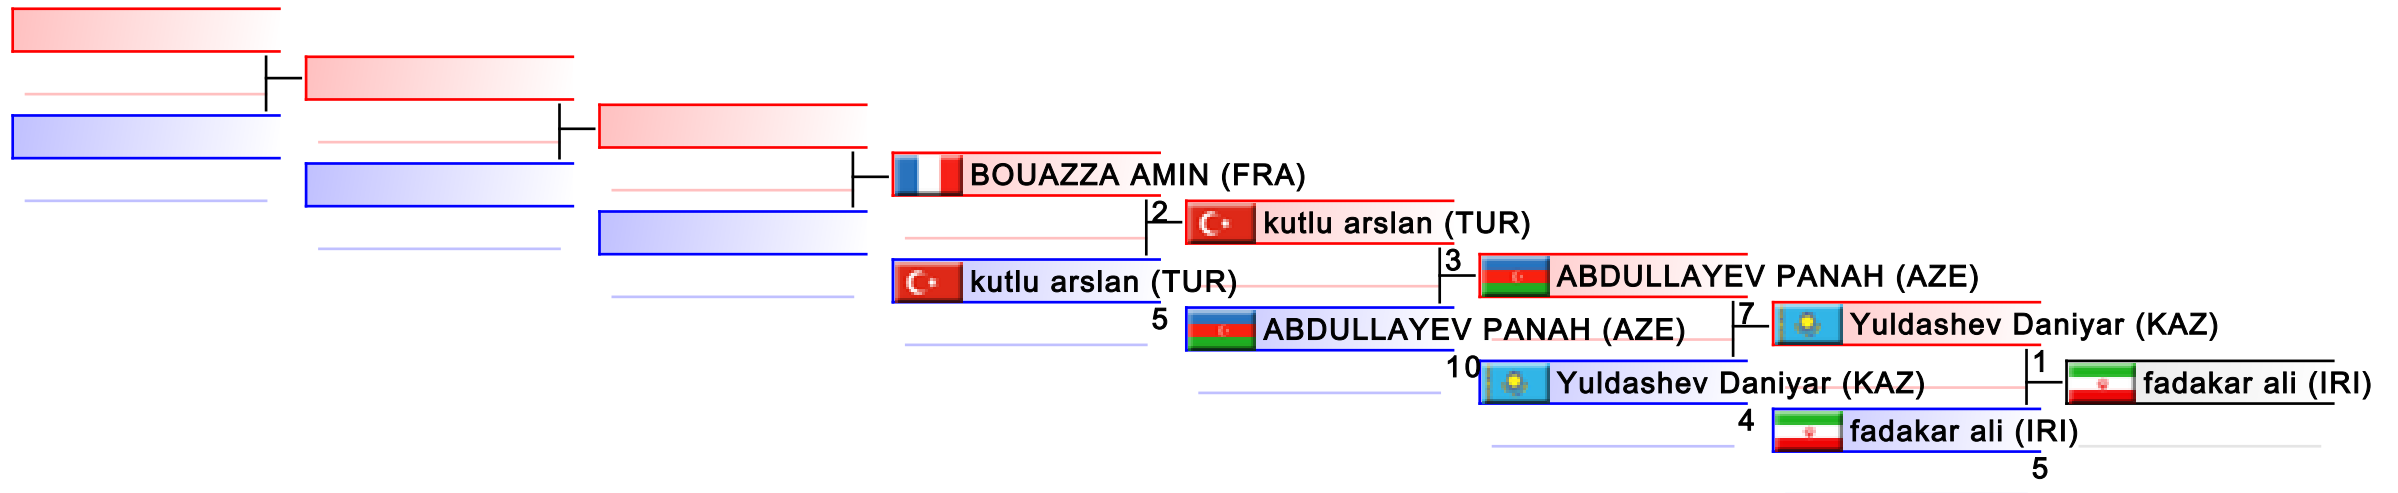 BOUAZZA AMIN (FRA)
2
kutlu arslan (TUR)
kutlu arslan (TUR)
5
3
ABDULLAYEV PANAH (AZE)
ABDULLAYEV PANAH (AZE)
10
7
Yuldashev Daniyar (KAZ)
Yuldashev Daniyar (KAZ)
4
1
fadakar ali (IRI)
fadakar ali (IRI)
5